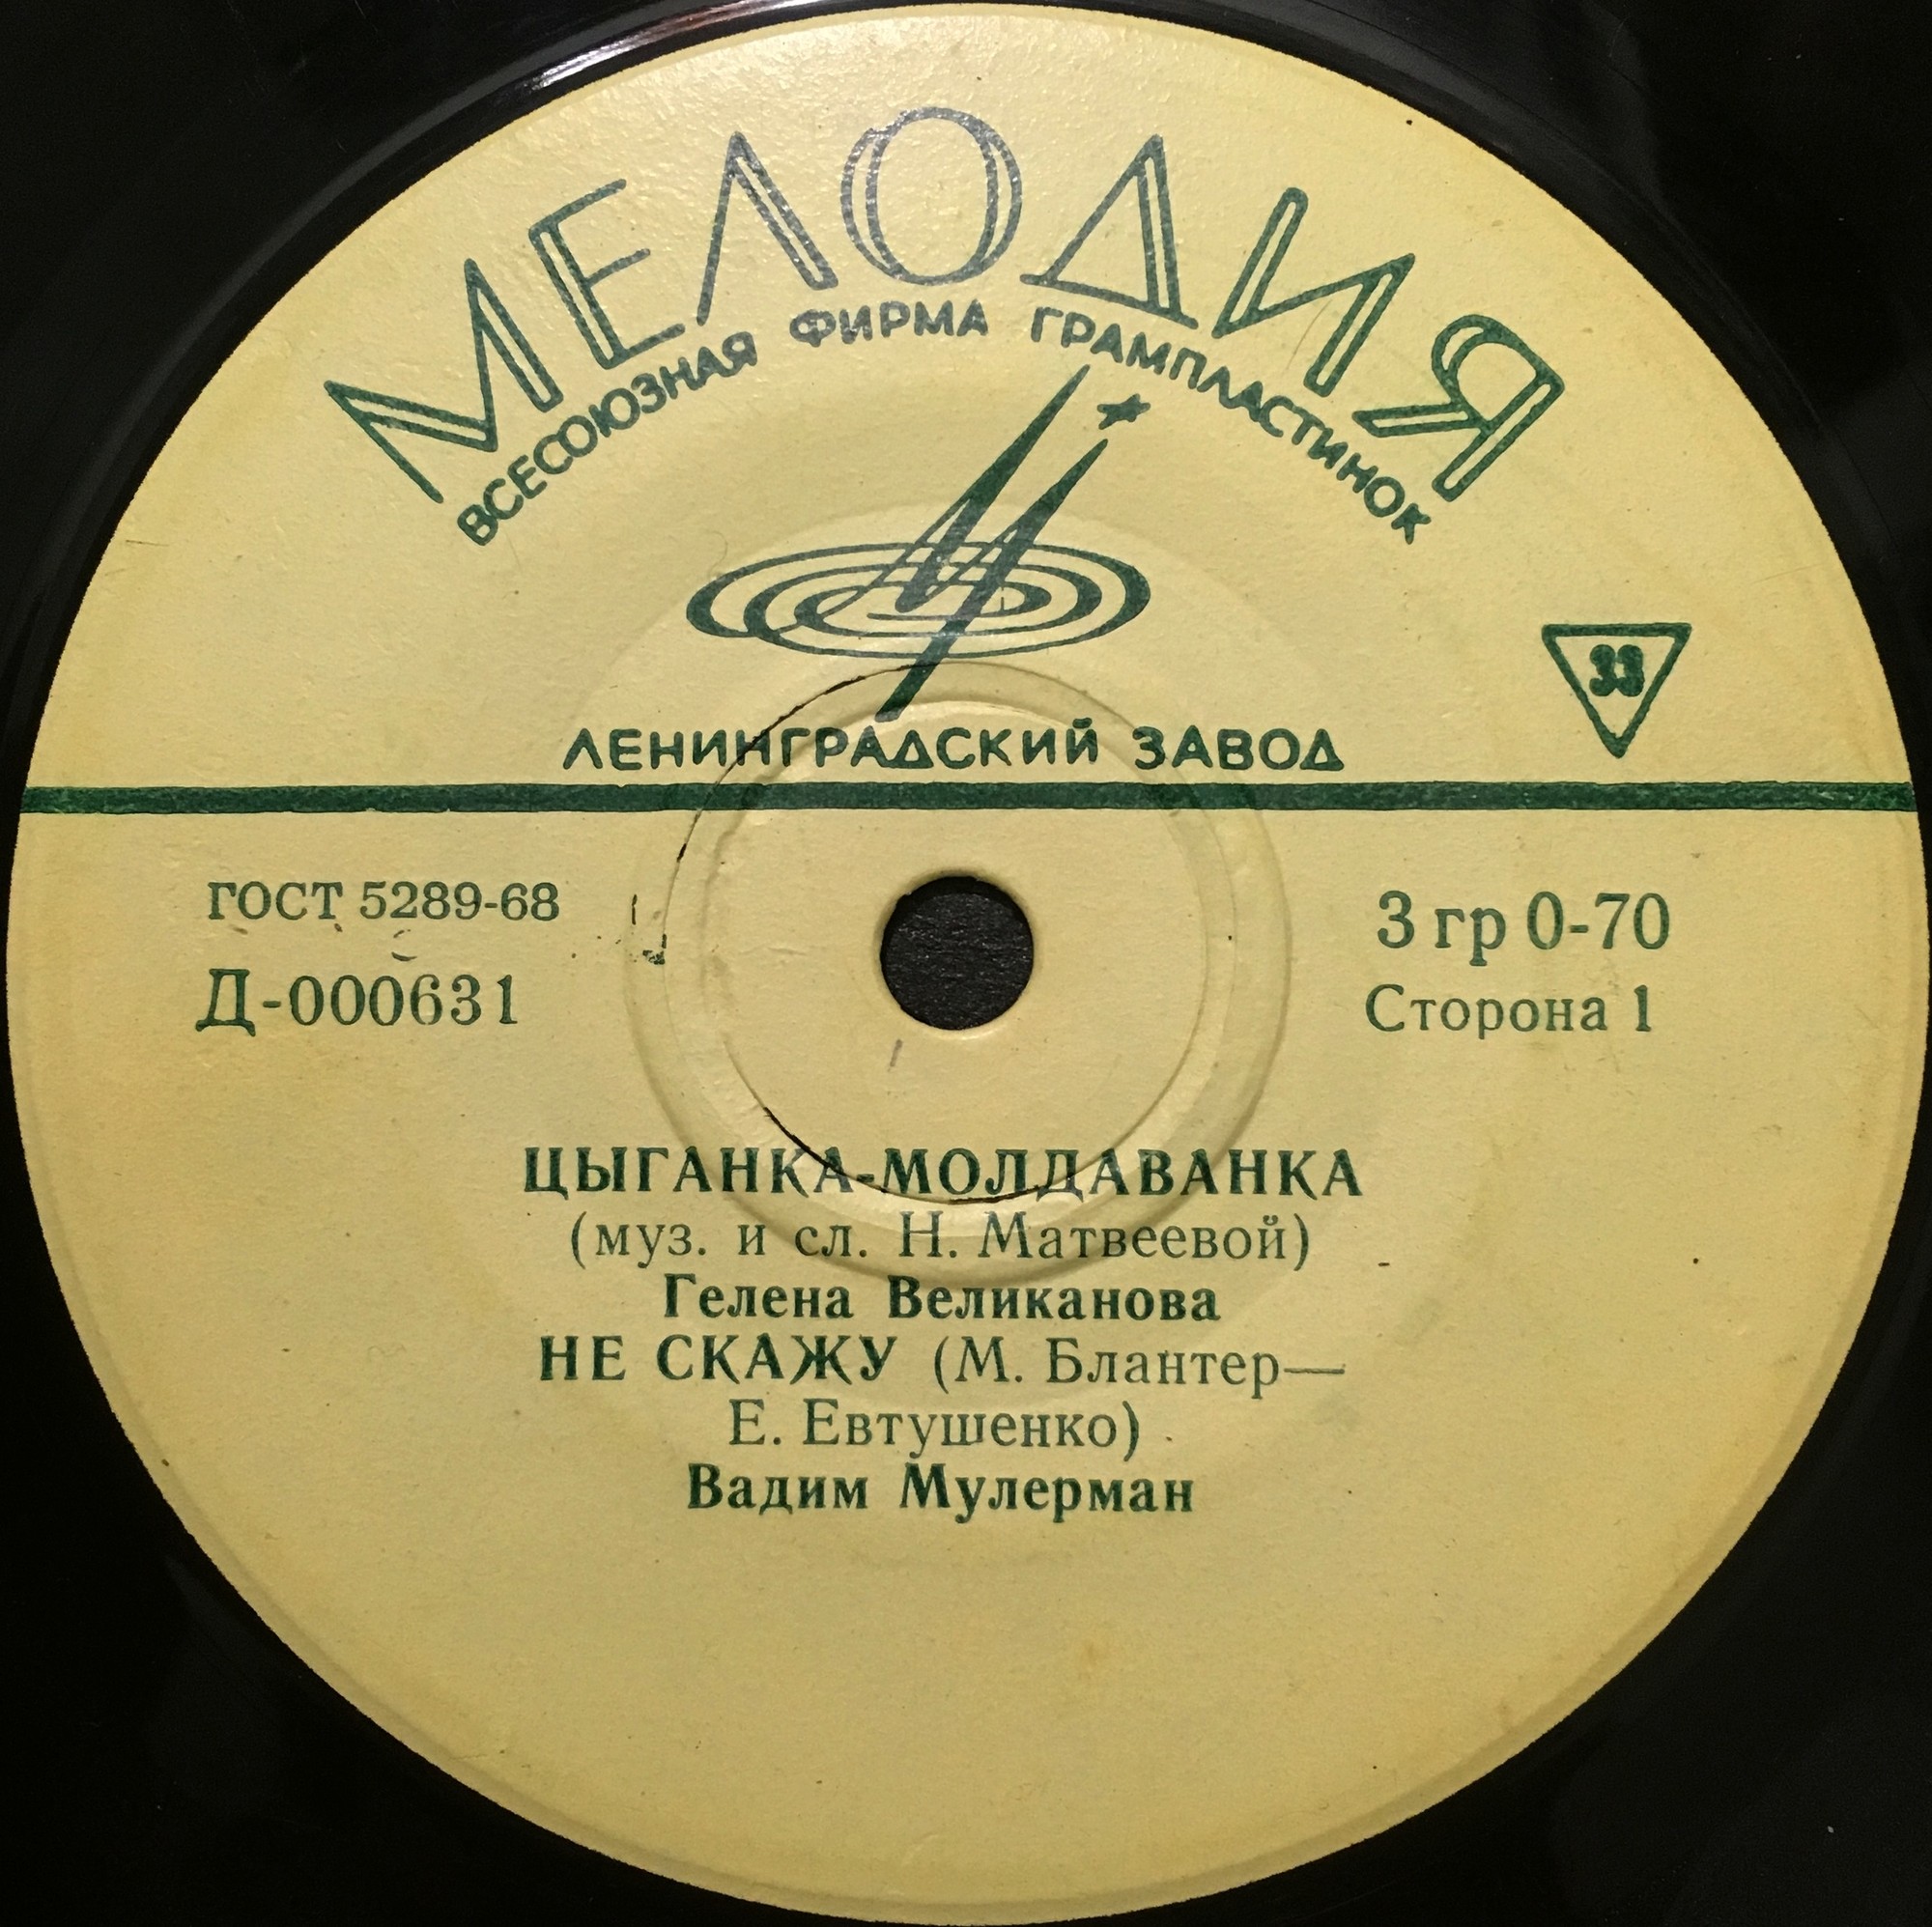 МЕЛОДИЯ
ВСЕСОЮЗНАЯ ФИРМА ГРАМПЛАСТИНОК
33
ЛЕНИНГРАДСКИЙ ЗАВОД
ГОСТ 5289-68
3 гр 0-70
Д-000631
Сторона 1
ЦЫГАНКА-МОЛДАВАНКА
(муз. и сл. Н. Матвеевой)
Гелена Великанова
НЕ СКАЖУ (М. Блантер—
Е. Евтушенко)
Вадим Мулерман